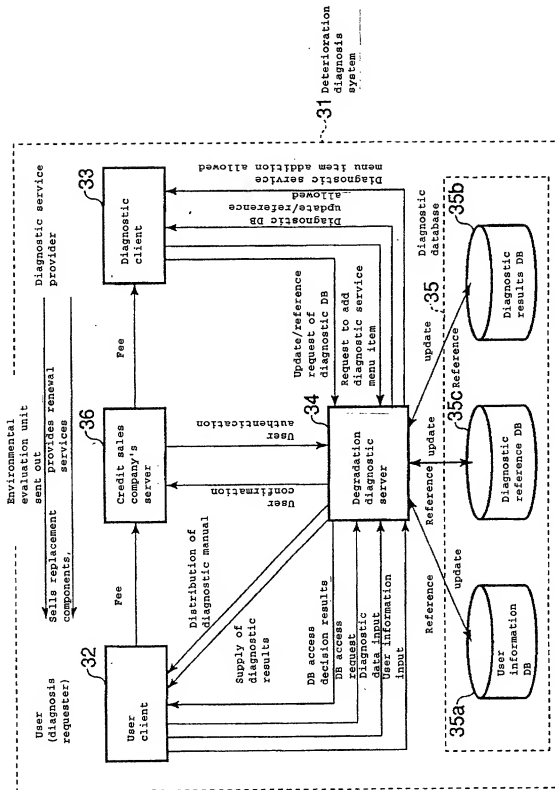 31
Deterioration
diagnosis
system
Environmental
evaluation unit
sent out
User
(diagnosis
requester)
Sells replacement
components,
provides renewal
services
Diagnostic service
provider
32
User
client
Fee
36
Credit sales
company's
server
Fee
33
Diagnostic
client
Distribution of
diagnostic manual
Supply of
diagnostic
results
User
confirmation
User
authentication
Update/reference
request of
diagnostic DB
Request to add
diagnostic service
menu item
Diagnostic DB
update/reference
allowed
Diagnostic service
menu item addition allowed
DB access
decision results
DB access
request
Diagnostic
data input
User information
input
34
Degradation
diagnostic
server
Reference
update
Reference
update
Reference
update
35
Diagnostic
database
35a
User
information
DB
35c
Diagnostic
reference DB
35b
Diagnostic
results DB